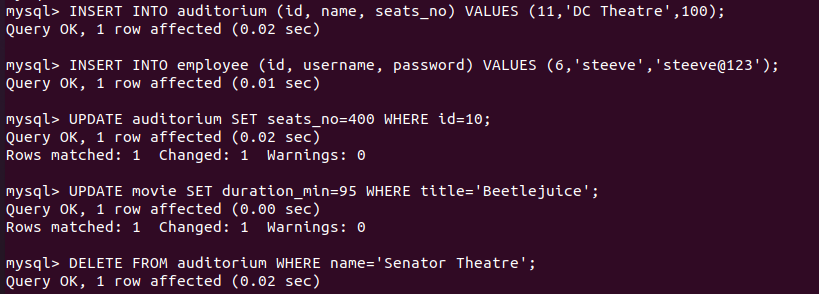 mysql> INSERT INTO auditorium (id, name, seats_no) VALUES (11,'DC Theatre',100);
Query OK, 1 row affected (0.02 sec)
mysql> INSERT INTO employee (id, username, password) VALUES (6,'steeve','steeve@123');
Query OK, 1 row affected (0.01 sec)
mysql> UPDATE auditorium SET seats_no=400 WHERE id=10;
Query OK, 1 row affected (0.02 sec)
Rows matched: 1  Changed: 1  Warnings: 0
mysql> UPDATE movie SET duration_min=95 WHERE title='Beetlejuice';
Query OK, 1 row affected (0.00 sec)
Rows matched: 1  Changed: 1  Warnings: 0
mysql> DELETE FROM auditorium WHERE name='Senator Theatre';
Query OK, 1 row affected (0.02 sec)